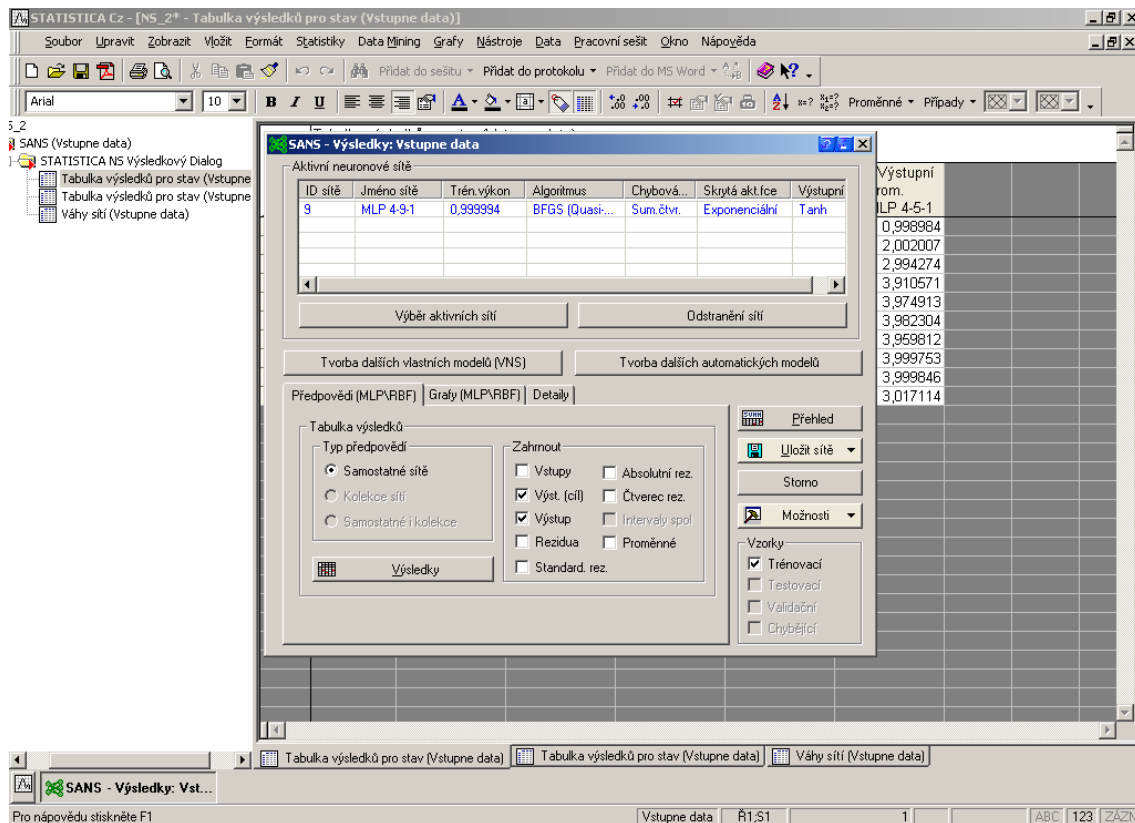 STATISTICA Cz - [NS_2* - Tabulka výsledků pro stav (Vstupne data)]
Soubor Upravit Zobrazit Vložit Formát Statistiky Data Mining Grafy Nástroje Data Pracovní sešit Okno Nápověda
Přidat do sešitu Přidat do protokolu Přidat do MS Word
Arial 10 B I U Proměnné Případy
S_2
SANS (Vstupne data)
STATISTICA NS Výsledkový Dialog
Tabulka výsledků pro stav (Vstupne
Tabulka výsledků pro stav (Vstupne
Váhy sítí (Vstupne data)
SANS - Výsledky: Vstupne data
Aktivní neuronové sítě
ID sítě Jméno sítě Trén.výkon Algoritmus Chybová... Skrytá akt.fce Výstupní
9 MLP 4-9-1 0,999994 BFGS (Quasi-... Sum.čtvr. Exponenciální Tanh
Výběr aktivních sítí Odstranění sítí
Tvorba dalších vlastních modelů (VNS) Tvorba dalších automatických modelů
Předpovědi (MLP\RBF) Grafy (MLP\RBF) Detaily
Tabulka výsledků
Typ předpovědí
Samostatné sítě
Kolekce sítí
Samostatné i kolekce
Výsledky
Zahrnout
Vstupy Absolutní rez.
Výst. (cíl) Čtverec rez.
Výstup Intervaly spol
Rezidua Proměnné
Standard. rez.
Přehled
Uložit sítě
Storno
Možnosti
Vzorky
Trénovací
Testovací
Validační
Chybějící
Výstupní
rom.
ILP 4-5-1
0,998984
2,002007
2,994274
3,910571
3,974913
3,982304
3,959812
3,999753
3,999846
3,017114
Tabulka výsledků pro stav (Vstupne data) Tabulka výsledků pro stav (Vstupne data) Váhy sítí (Vstupne data)
SANS - Výsledky: Vst...
Pro nápovědu stiskněte F1 Vstupne data Ř1;S1 1 ABC 123 ZÁZN